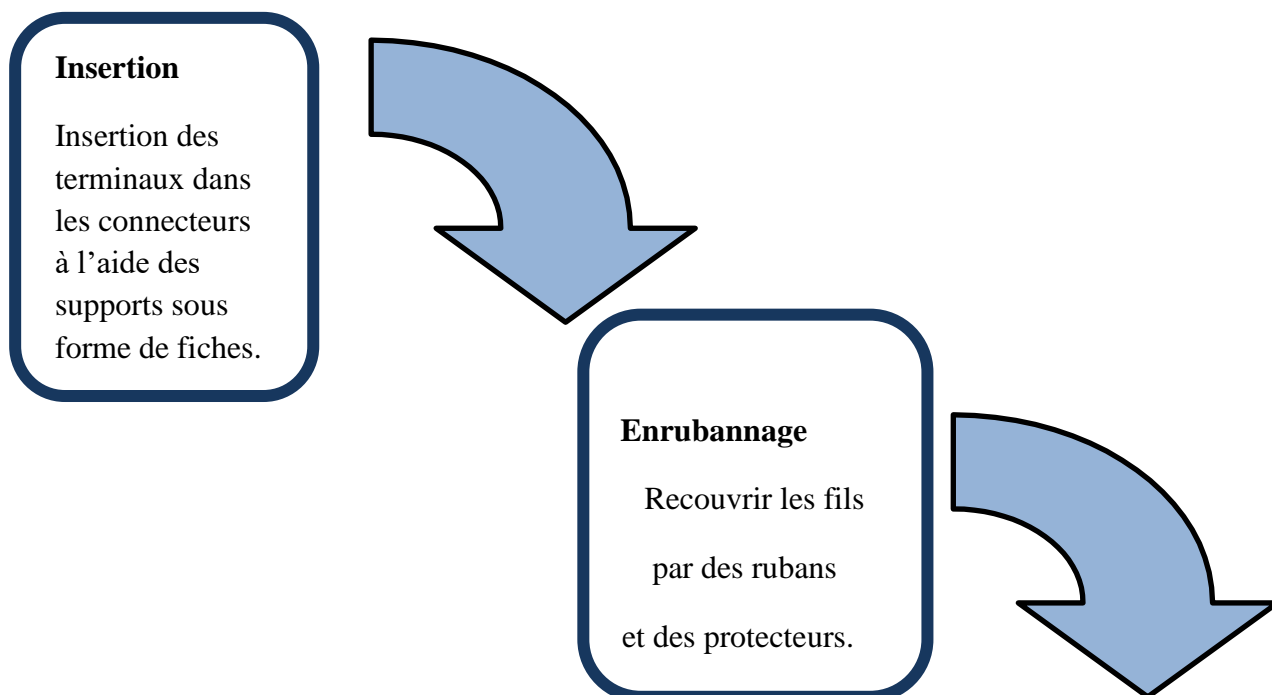 Insertion
Insertion des
terminaux dans
les connecteurs
à l’aide des
supports sous
forme de fiches.
Enrubannage
Recouvrir les fils
par des rubans
et des protecteurs.